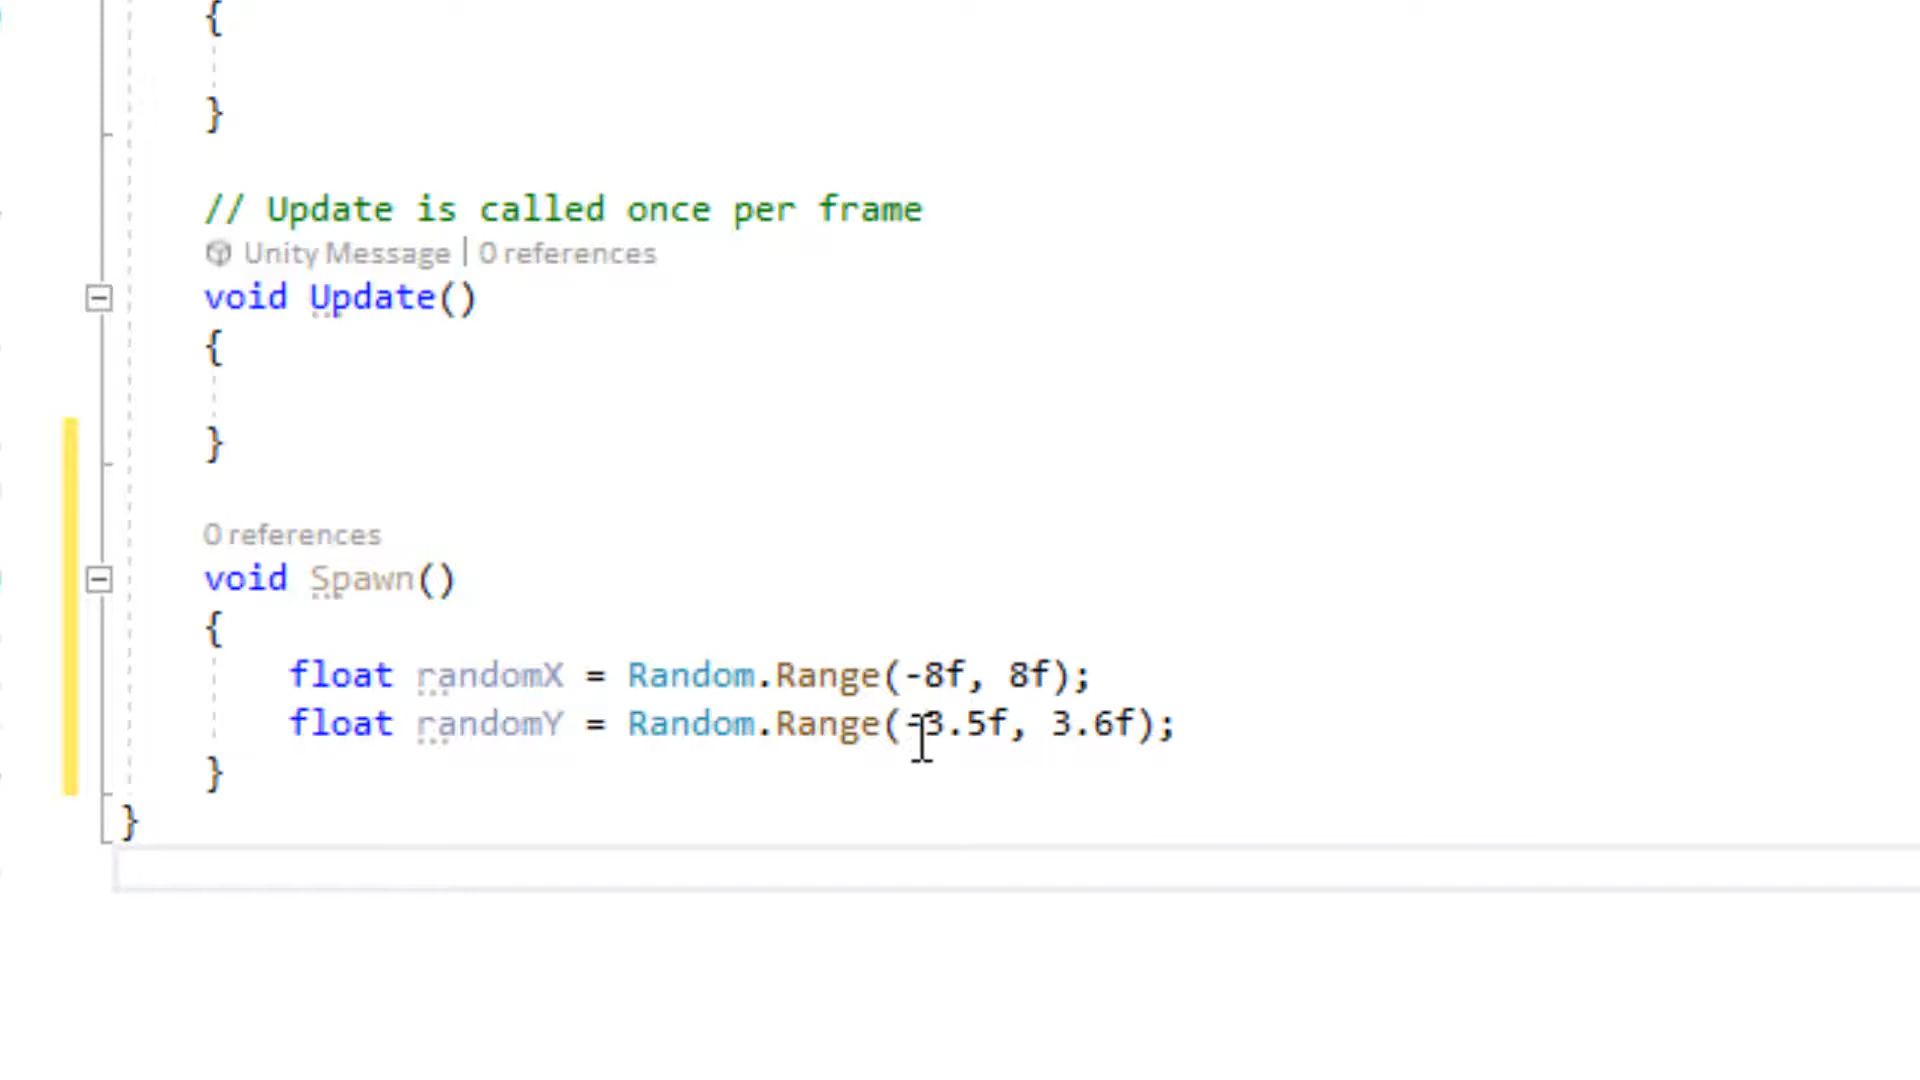 {
}
// Update is called once per frame
Unity Message | 0 references
void Update()
{
}
0 references
void Spawn()
{
float randomX = Random.Range(-8f, 8f);
float randomY = Random.Range(-3.5f, 3.6f);
}
}